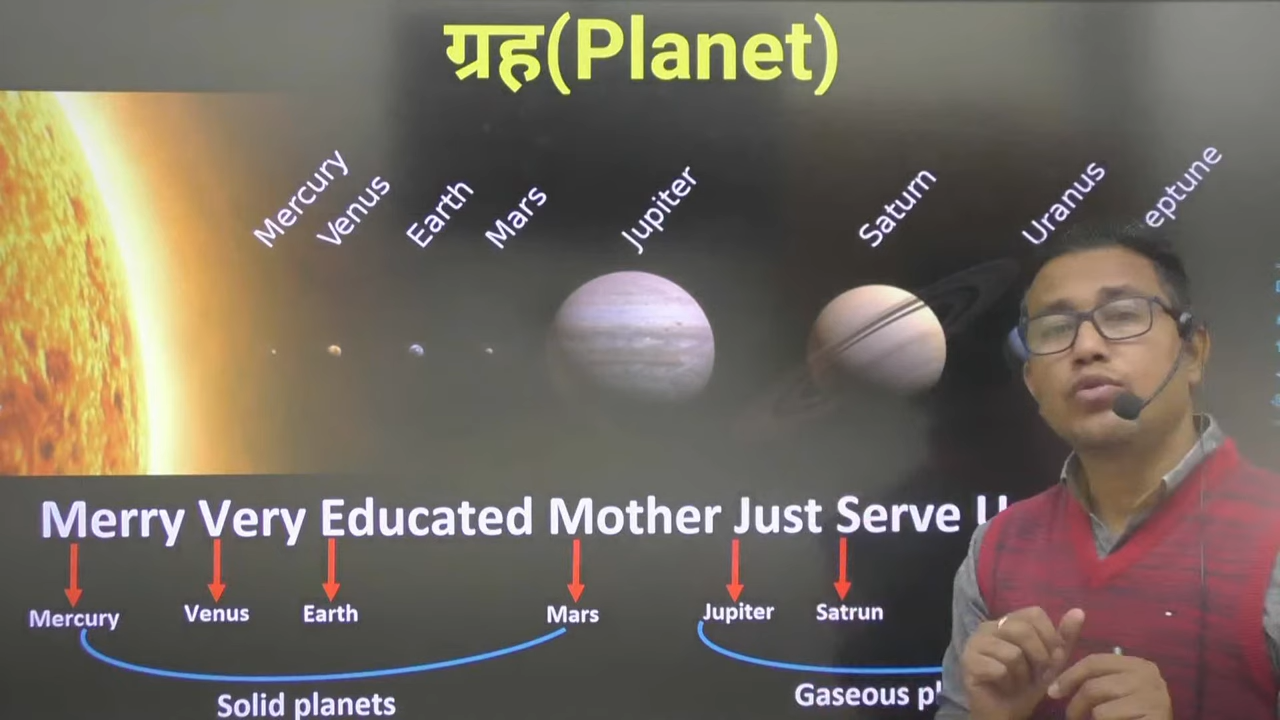 ग्रह(Planet)
Mercury Venus Earth Mars Jupiter Saturn Uranus eptune
Merry Very Educated Mother Just Serve U
Mercury Venus Earth Mars Jupiter Satrun
Solid planets Gaseous pl